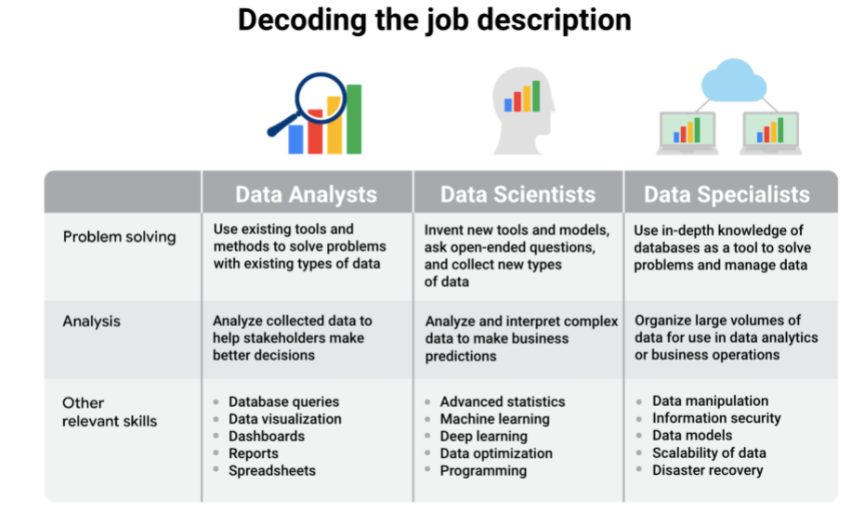 Decoding the job description
Data Analysts
Data Scientists
Data Specialists
Problem solving
Use existing tools and
methods to solve problems
with existing types of data
Invent new tools and models,
ask open-ended questions,
and collect new types
of data
Use in-depth knowledge of
databases as a tool to solve
problems and manage data
Analysis
Analyze collected data to
help stakeholders make
better decisions
Analyze and interpret complex
data to make business
predictions
Organize large volumes of
data for use in data analytics
or business operations
Other
relevant skills
• Database queries
• Data visualization
• Dashboards
• Reports
• Spreadsheets
• Advanced statistics
• Machine learning
• Deep learning
• Data optimization
• Programming
• Data manipulation
• Information security
• Data models
• Scalability of data
• Disaster recovery